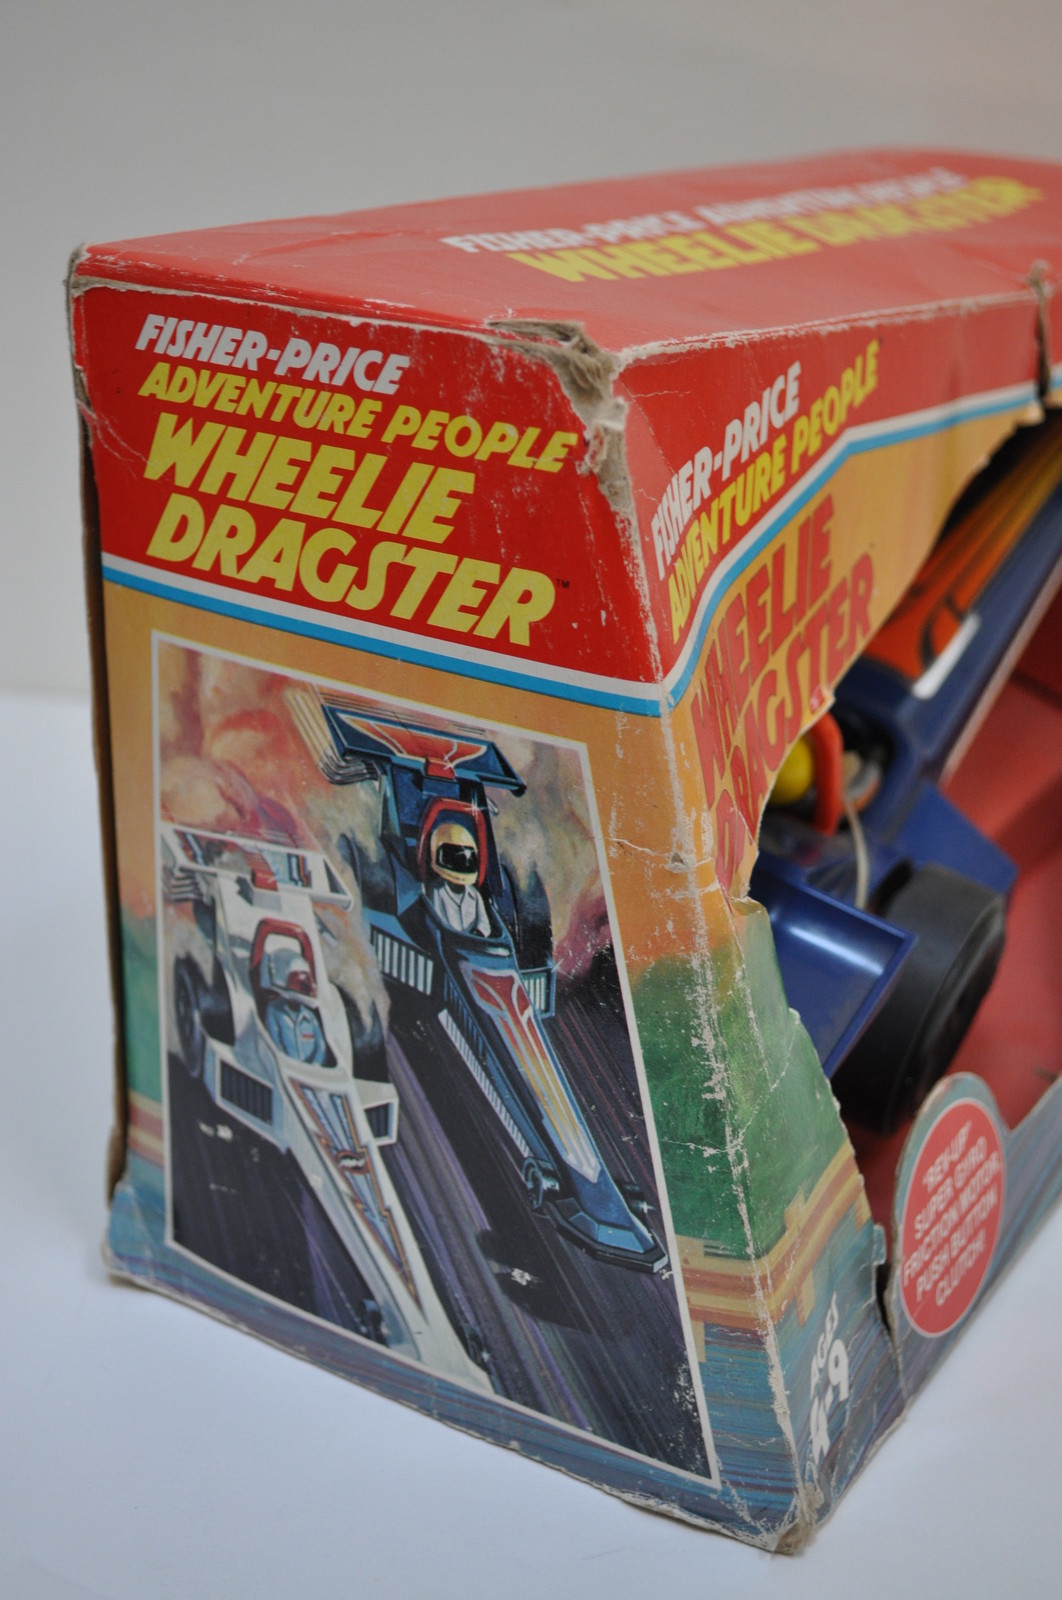 FISHER-PRICE ADVENTURE PEOPLE
WHEELIE DRAGSTER
FISHER-PRICE
ADVENTURE PEOPLE
WHEELIE
DRAGSTER™
FISHER-PRICE
ADVENTURE PEOPLE
WHEELIE
DRAGSTER
"REV-UP"
SUPER GYRO
FRICTION MOTOR
PUSH BUTTON
CLUTCH
AGES
4-9